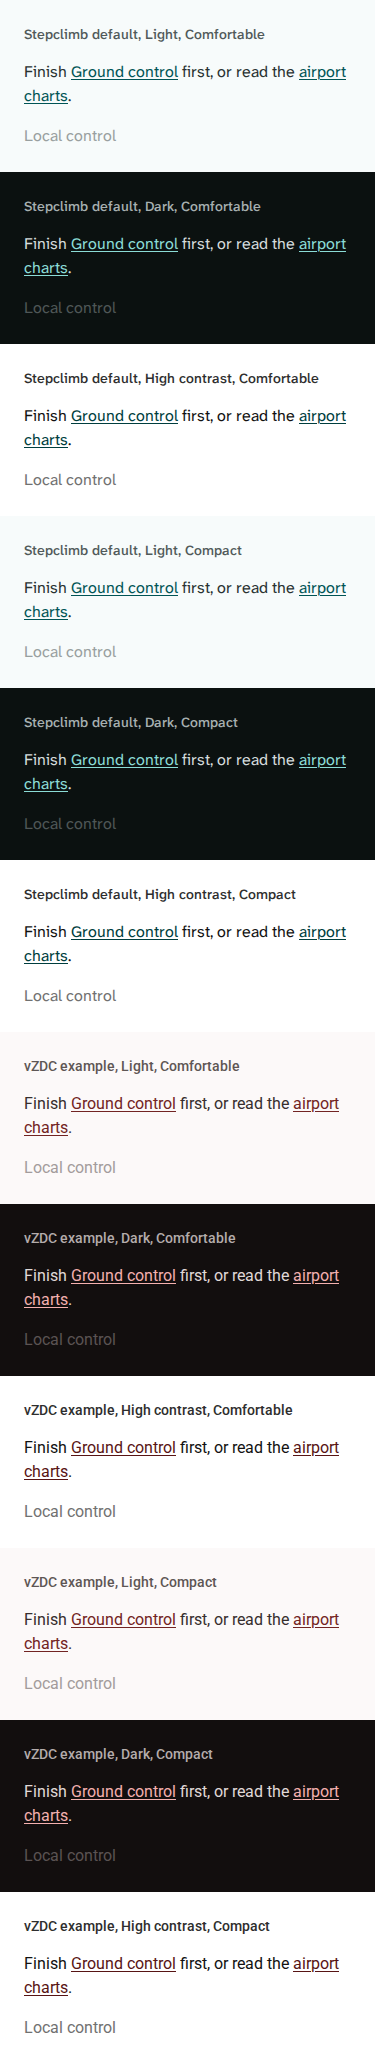 Stepclimb default, Light, Comfortable
Finish Ground control first, or read the airport
charts.
Local control
Stepclimb default, Dark, Comfortable
Finish Ground control first, or read the airport
charts.
Local control
Stepclimb default, High contrast, Comfortable
Finish Ground control first, or read the airport
charts.
Local control
Stepclimb default, Light, Compact
Finish Ground control first, or read the airport
charts.
Local control
Stepclimb default, Dark, Compact
Finish Ground control first, or read the airport
charts.
Local control
Stepclimb default, High contrast, Compact
Finish Ground control first, or read the airport
charts.
Local control
vZDC example, Light, Comfortable
Finish Ground control first, or read the airport
charts.
Local control
vZDC example, Dark, Comfortable
Finish Ground control first, or read the airport
charts.
Local control
vZDC example, High contrast, Comfortable
Finish Ground control first, or read the airport
charts.
Local control
vZDC example, Light, Compact
Finish Ground control first, or read the airport
charts.
Local control
vZDC example, Dark, Compact
Finish Ground control first, or read the airport
charts.
Local control
vZDC example, High contrast, Compact
Finish Ground control first, or read the airport
charts.
Local control